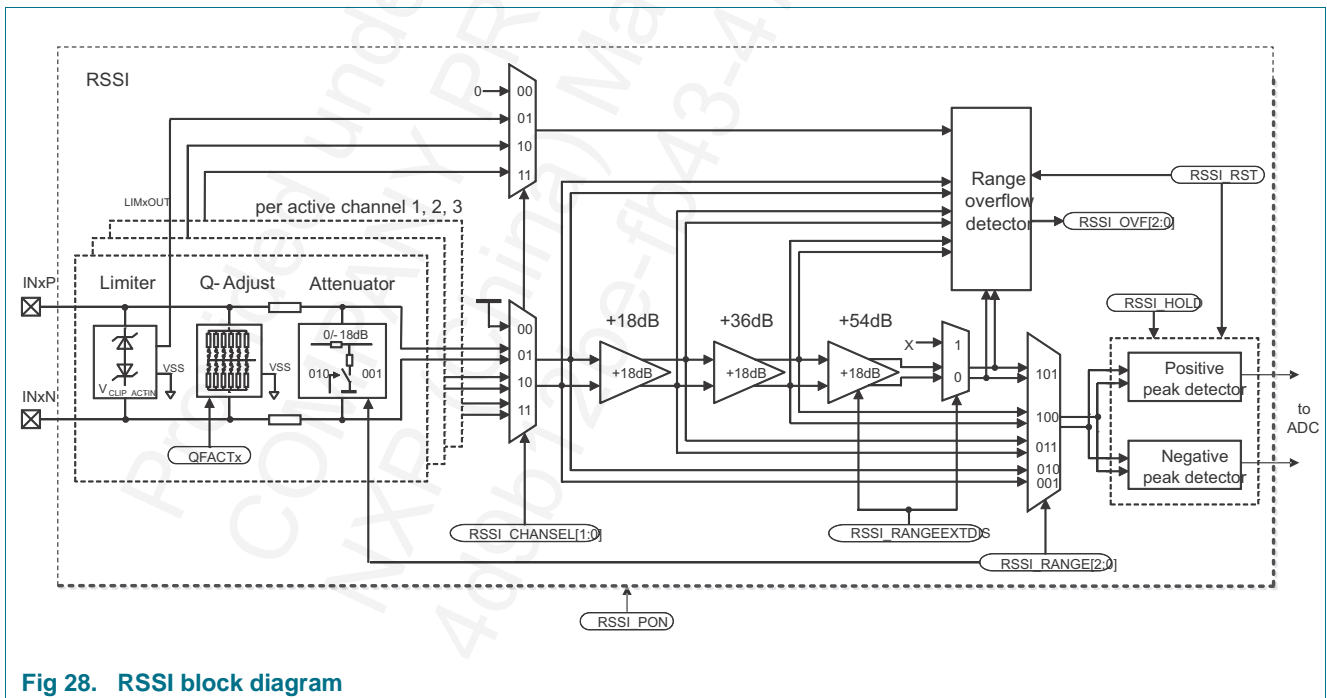 RSSI
0
00
01
10
11
LIMxOUT
per active channel 1, 2, 3
Range
overflow
detector
RSSI_RST
RSSI_OVF[2:0]
INxP
INxN
Limiter
Q- Adjust
Attenuator
V CLIP_ACTIN
VSS
VSS
0/- 18dB
010
001
QFACTx
00
01
10
11
+18dB
+36dB
+54dB
+18dB
+18dB
+18dB
X
1
0
RSSI_HOLD
101
100
011
010
001
Positive
peak detector
Negative
peak detector
to
ADC
RSSI_CHANSEL[1:0]
RSSI_RANGEEXTDIS
RSSI_RANGE[2:0]
RSSI_PON
Fig 28. RSSI block diagram